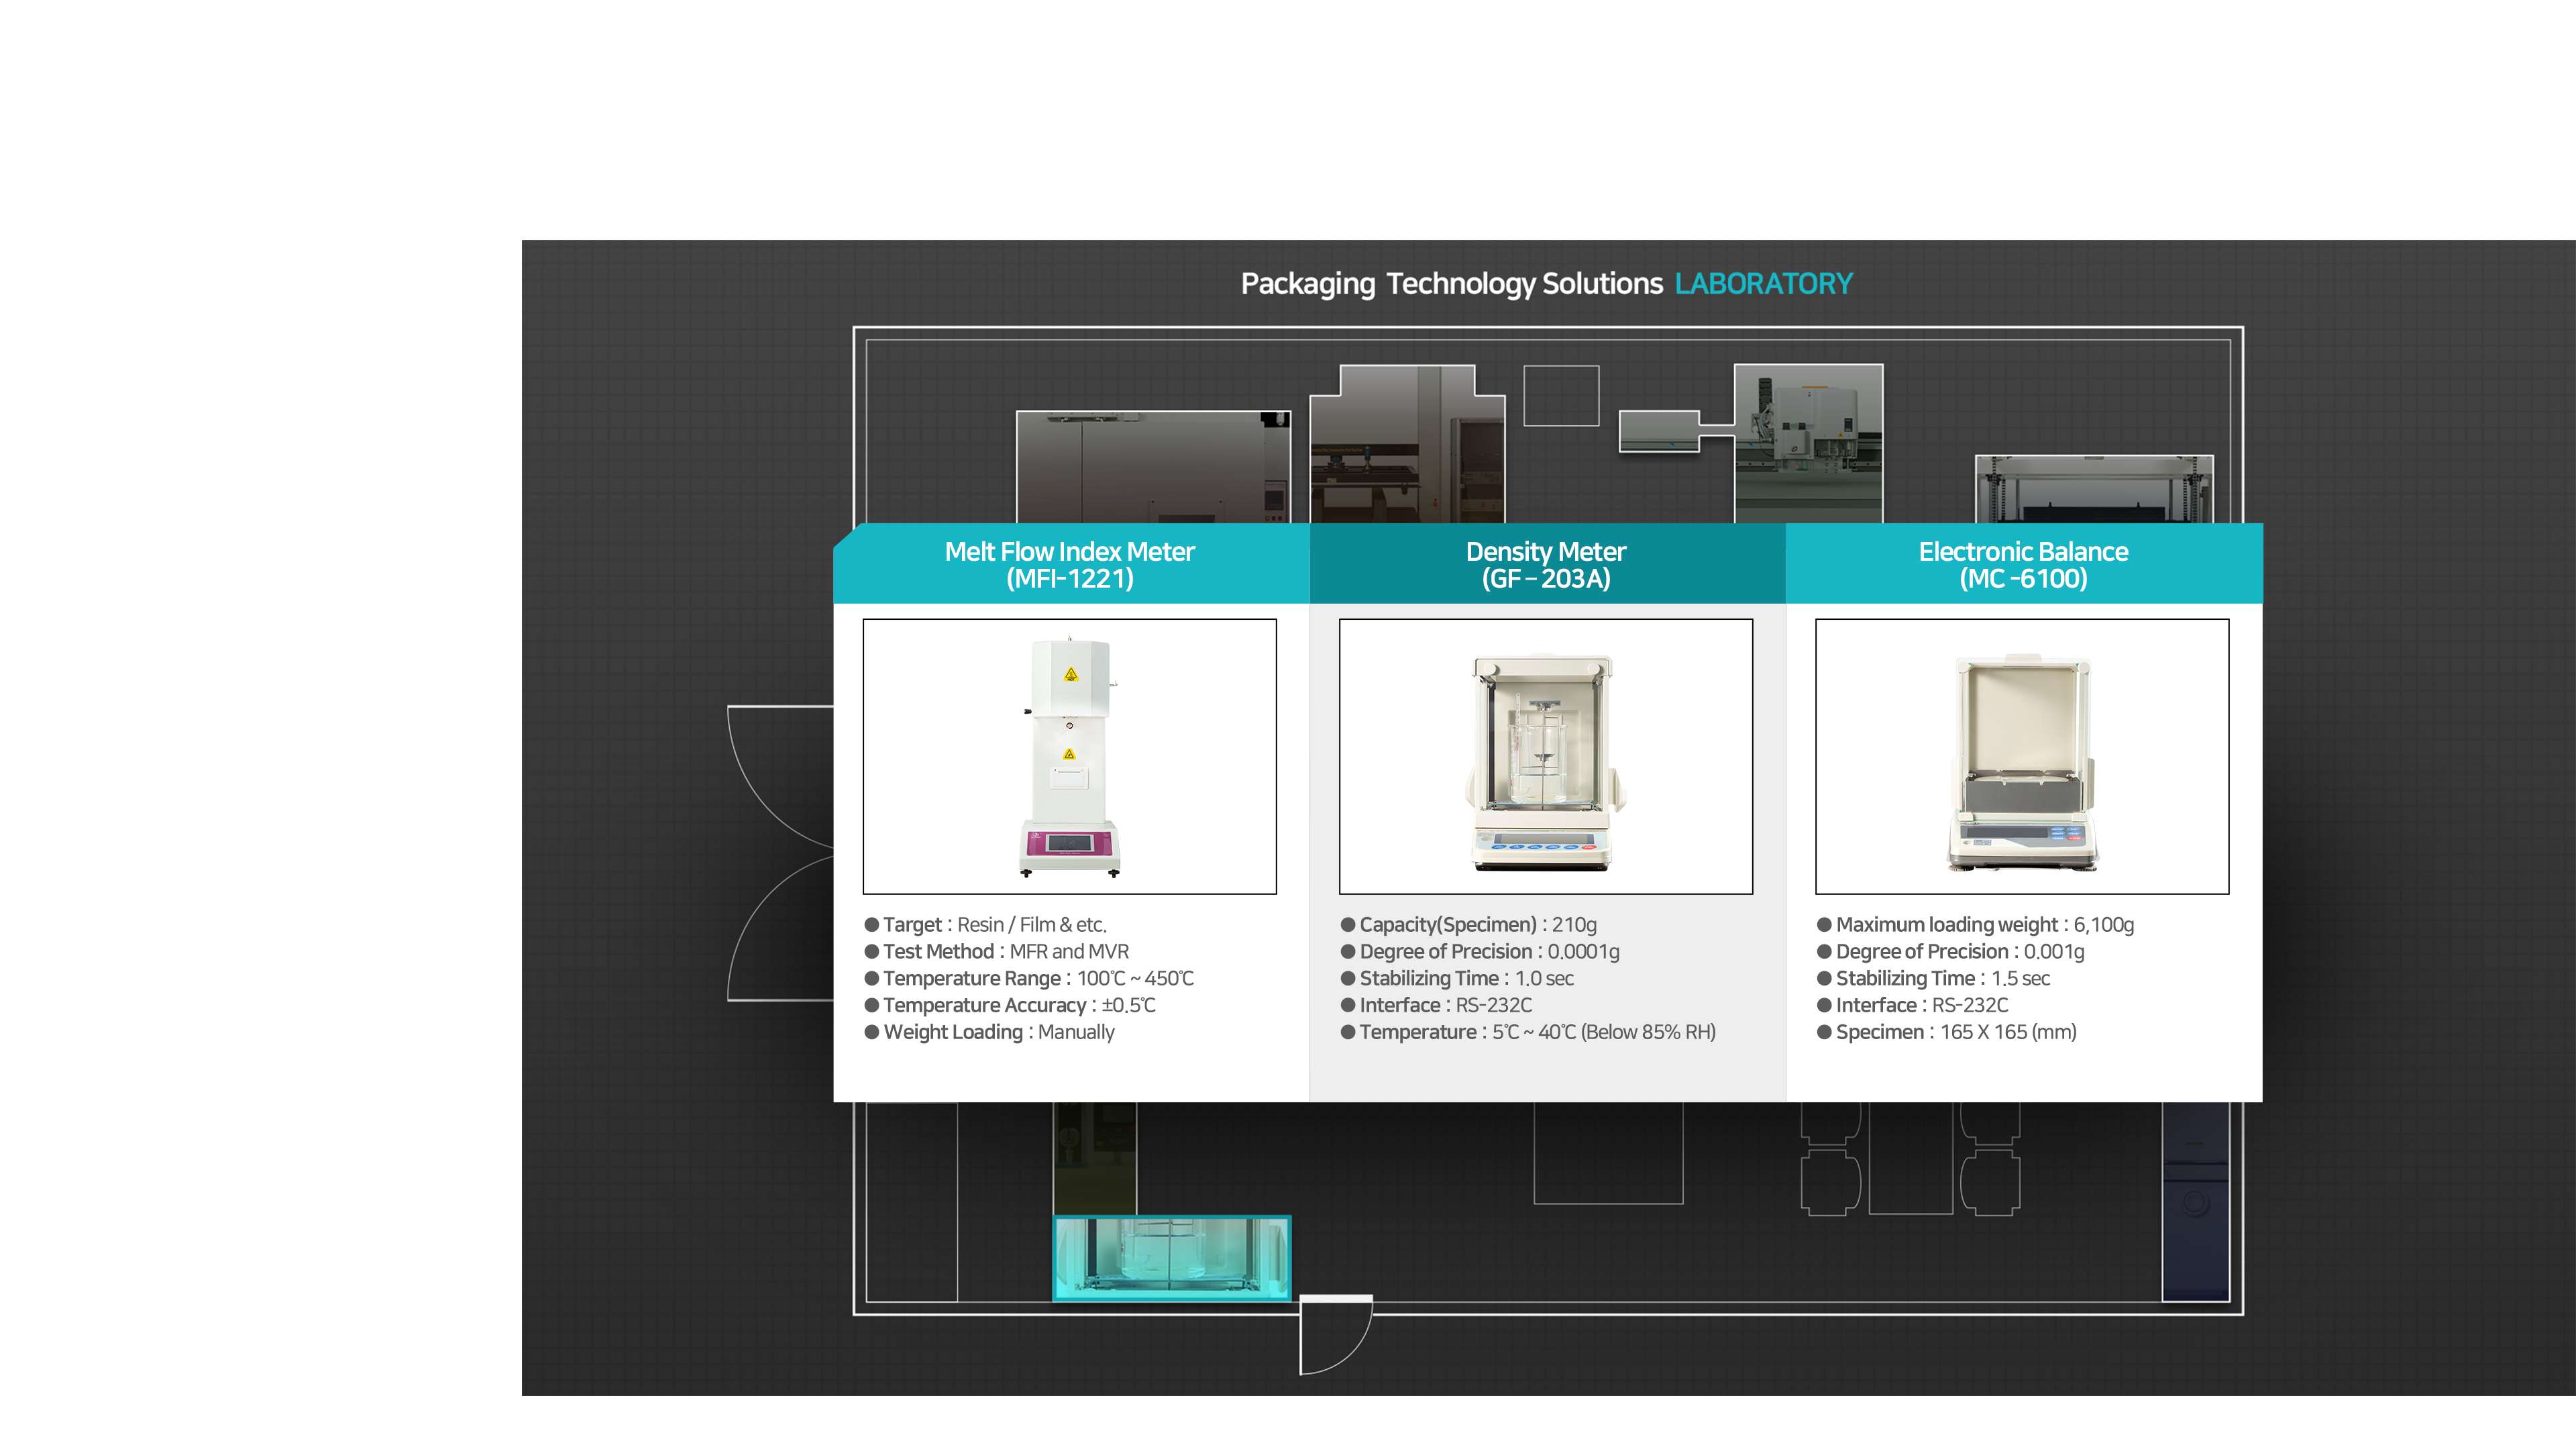 Packaging Technology Solutions LABORATORY
Melt Flow Index Meter
(MFI-1221)
● Target : Resin / Film & etc.
● Test Method : MFR and MVR
● Temperature Range : 100℃ ~ 450℃
● Temperature Accuracy : ±0.5℃
● Weight Loading : Manually
Density Meter
(GF – 203A)
● Capacity(Specimen) : 210g
● Degree of Precision : 0.0001g
● Stabilizing Time : 1.0 sec
● Interface : RS-232C
● Temperature : 5℃ ~ 40℃ (Below 85% RH)
Electronic Balance
(MC -6100)
● Maximum loading weight : 6,100g
● Degree of Precision : 0.001g
● Stabilizing Time : 1.5 sec
● Interface : RS-232C
● Specimen : 165 X 165 (mm)